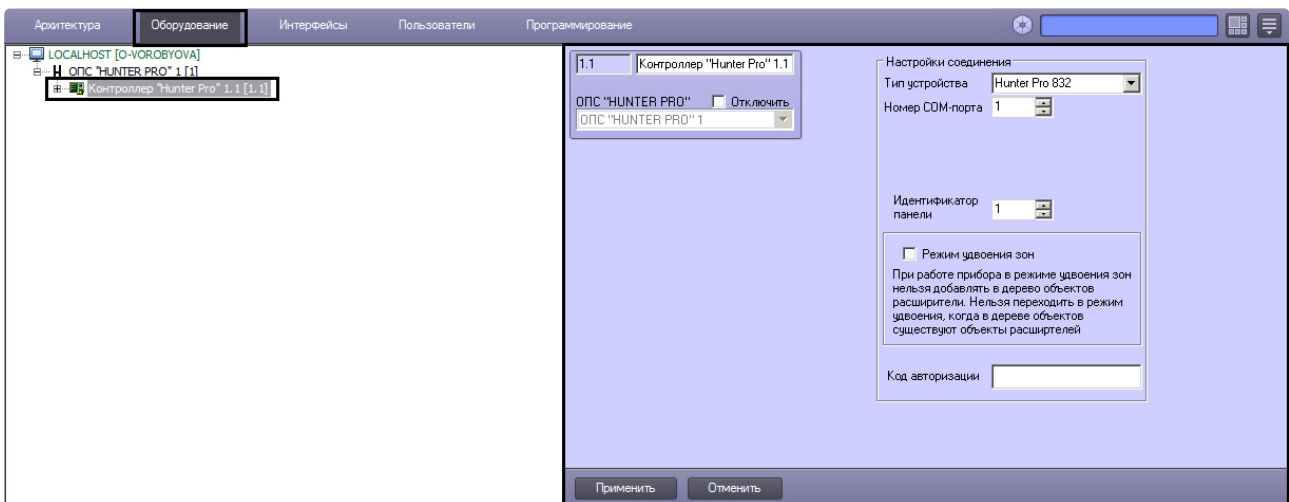 Архитектура Оборудование Интерфейсы Пользователи Программирование
LOCALHOST [O-VOROBYOVA]
ОПС "HUNTER PRO" 1 [1]
Контроллер "Hunter Pro" 1.1 [1.1]
1.1 Контроллер "Hunter Pro" 1.1
ОПС "HUNTER PRO" Отключить
ОПС "HUNTER PRO" 1
Настройки соединения
Тип устройства Hunter Pro 832
Номер COM-порта 1
Идентификатор
панели 1
Режим удвоения зон
При работе прибора в режиме удвоения зон
нельзя добавлять в дерево объектов
расширители. Нельзя переходить в режим
удвоения, когда в дереве объектов
существуют объекты расширтелей
Код авторизации
Применить Отменить